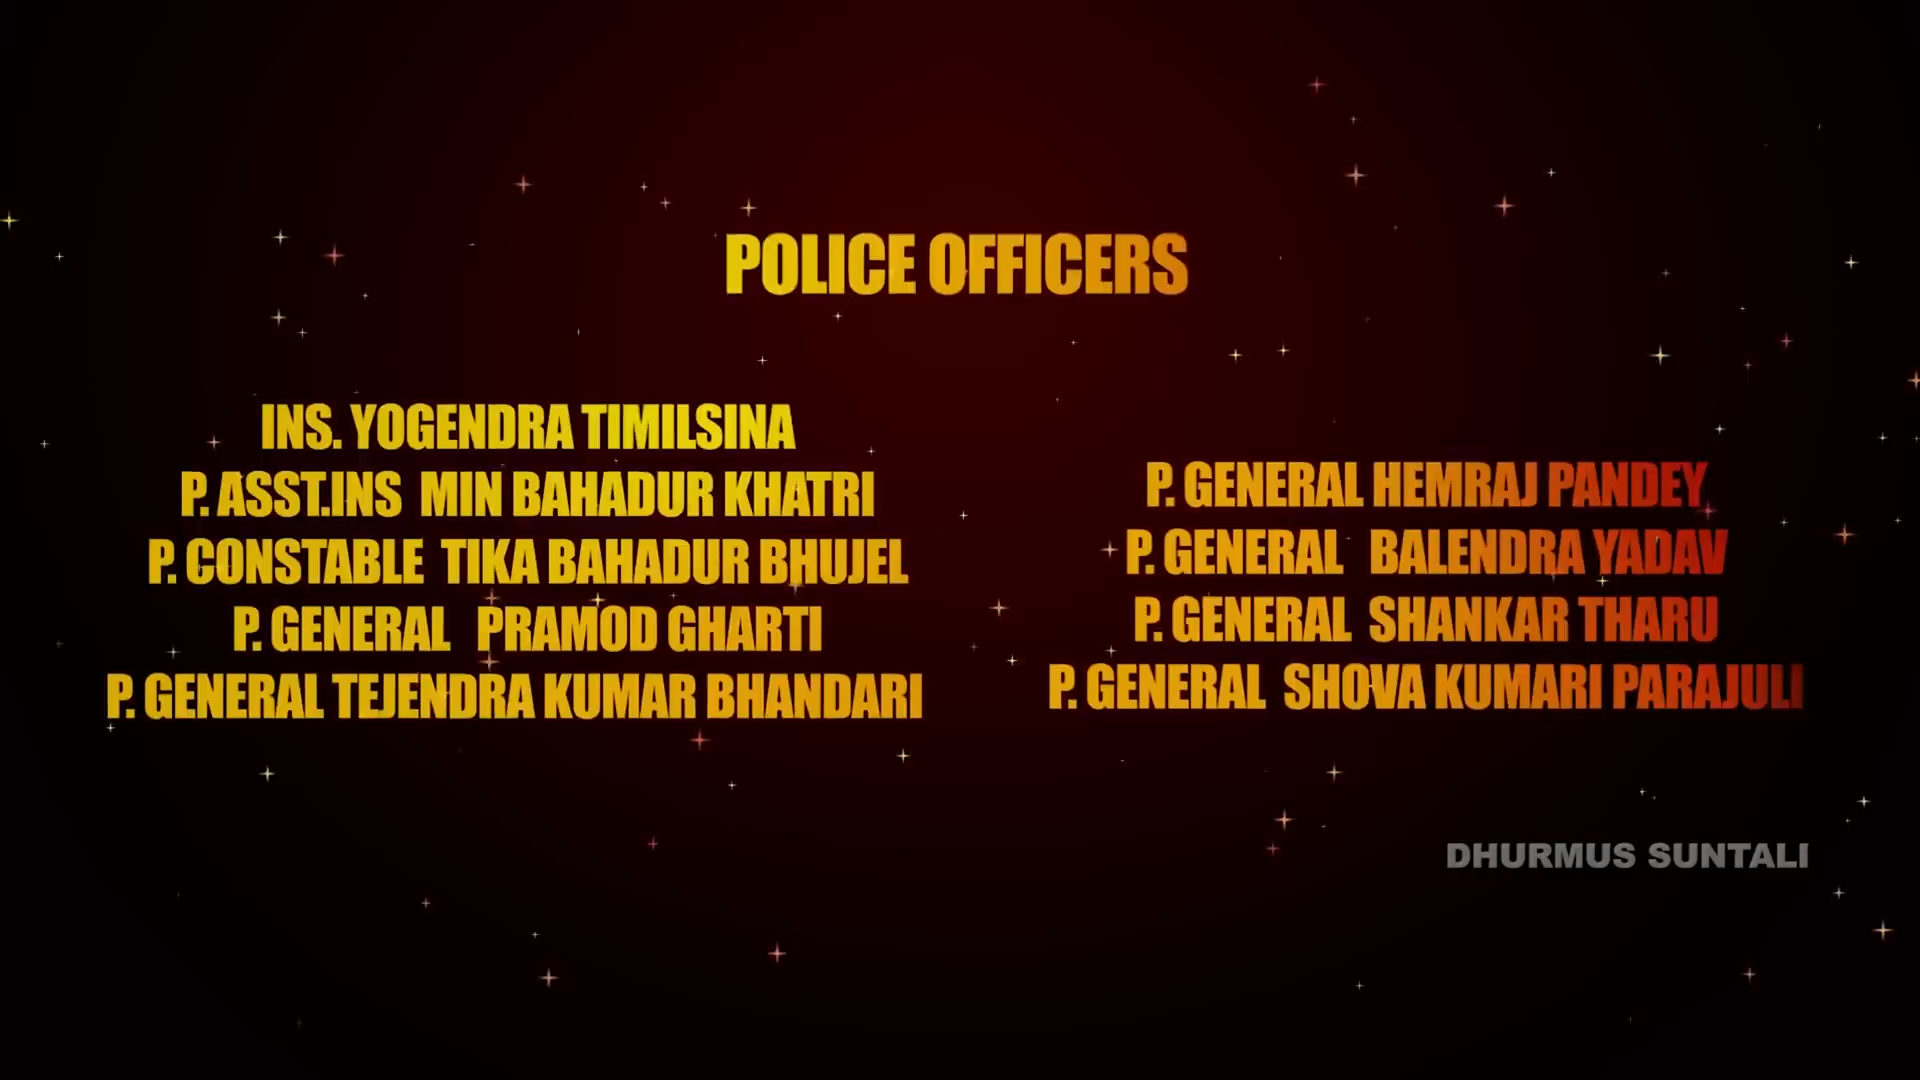 POLICE OFFICERS
INS. YOGENDRA TIMILSINA
P. ASST.INS MIN BAHADUR KHATRI
P. CONSTABLE TIKA BAHADUR BHUJEL
P. GENERAL PRAMOD GHARTI
P. GENERAL TEJENDRA KUMAR BHANDARI
P. GENERAL HEMRAJ PANDEY
P. GENERAL BALENDRA YADAV
P. GENERAL SHANKAR THARU
P. GENERAL SHOVA KUMARI PARAJULI
DHURMUS SUNTALI